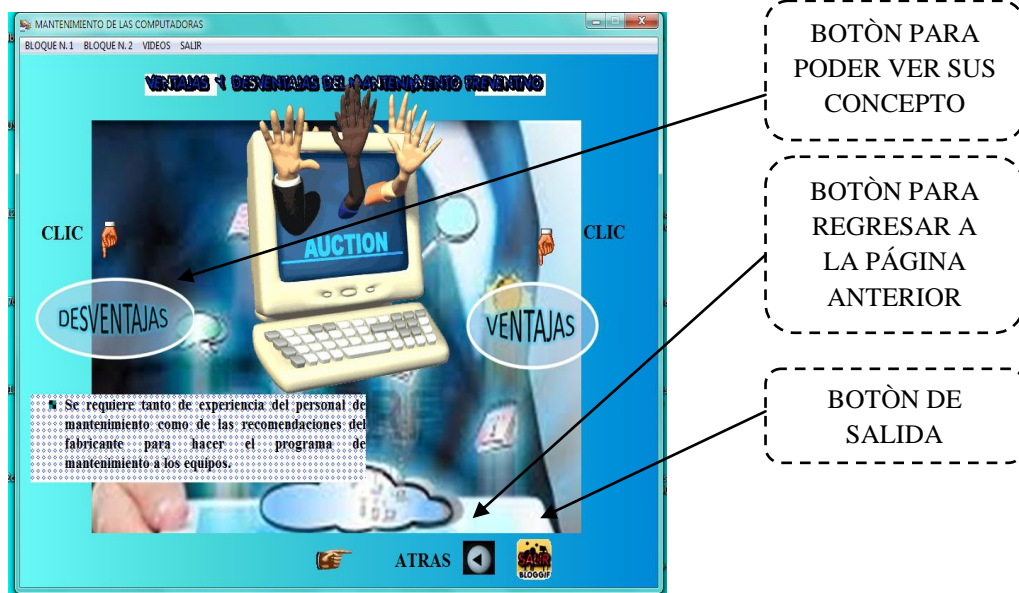 MANTENIMIENTO DE LAS COMPUTADORAS
BLOQUE N. 1 BLOQUE N. 2 VIDEOS SALIR
VENTAJAS Y DESVENTAJAS DEL MANTENIMIENTO PREVENTIVO
CLIC
CLIC
AUCTION
DESVENTAJAS
VENTAJAS
Se requiere tanto de experiencia del personal de
mantenimiento como de las recomendaciones del
fabricante para hacer el programa de
mantenimiento a los equipos.
ATRAS
SALIR
BLOGGIF
BOTÒN PARA
PODER VER SUS
CONCEPTO
BOTÒN PARA
REGRESAR A
LA PÁGINA
ANTERIOR
BOTÒN DE
SALIDA